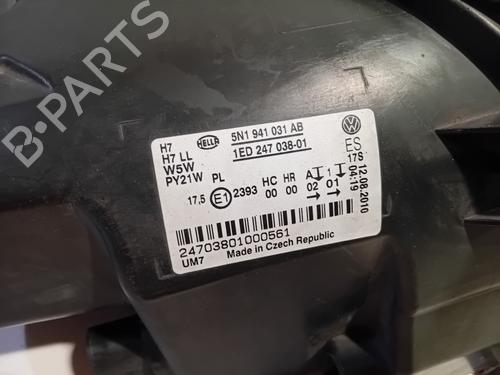 H7
H7 LL
W5W
PY21W PL
HELLA
5N1 941 031 AB
1ED 247 038-01
ES
17S
12.08.2010
04:19
17,5 E1 2393 HC HR A 1
00 00 02 01
24703801000561
UM7 Made in Czech Republic
B-PARTS